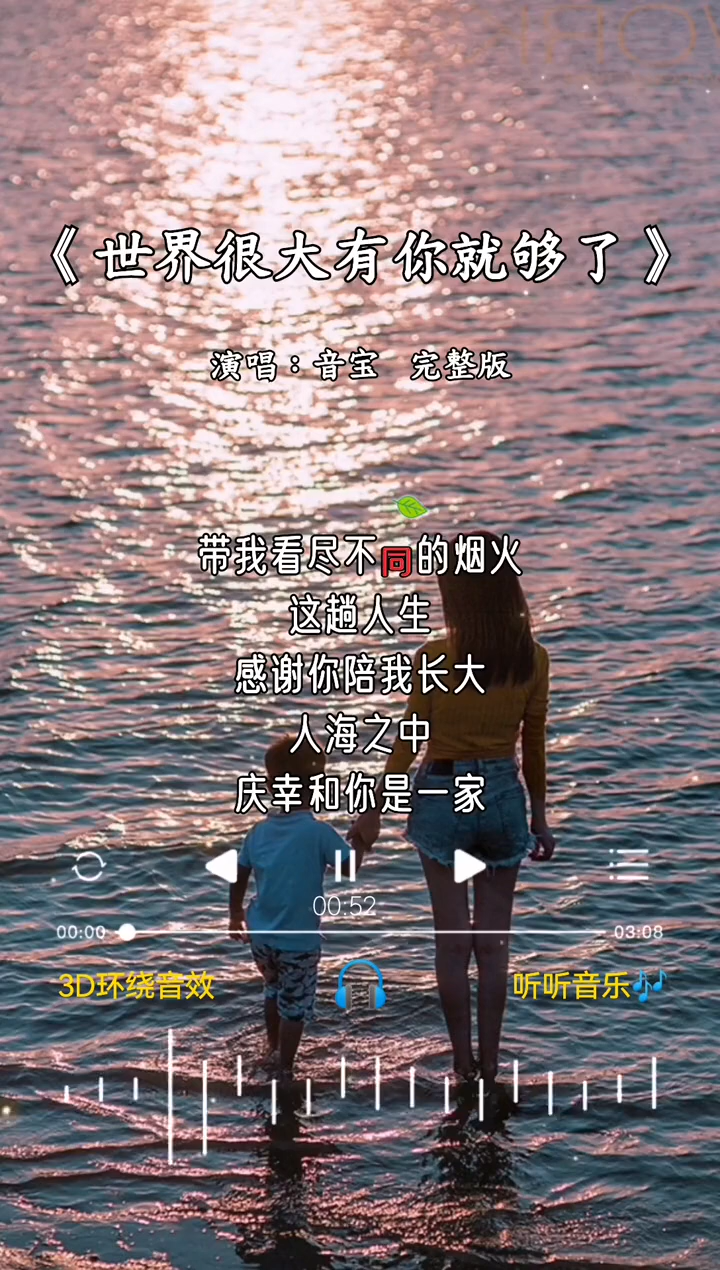 《世界很大有你就够了》
演唱：音宝 完整版
带我看尽不同的烟火
这趟人生
感谢你陪我长大
人海之中
庆幸和你是一家
00:52
00:00 03:08
3D环绕音效 听听音乐